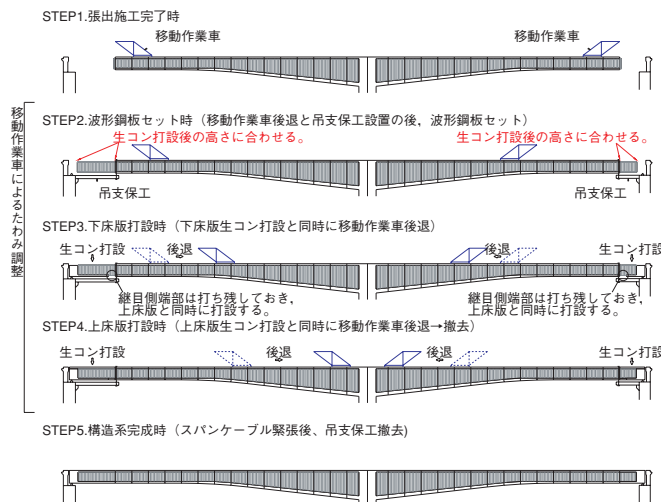 STEP1.張出施工完了時
移動作業車
移動作業車
移動作業車によるたわみ調整
STEP2.波形鋼板セット時（移動作業車後退と吊支保工設置の後，波形鋼板セット）
生コン打設後の高さに合わせる。
生コン打設後の高さに合わせる。
吊支保工
吊支保工
STEP3.下床版打設時（下床版生コン打設と同時に移動作業車後退）
生コン打設
後退
後退
生コン打設
継目側端部は打ち残しておき，
上床版と同時に打設する。
継目側端部は打ち残しておき，
上床版と同時に打設する。
STEP4.上床版打設時（上床版生コン打設と同時に移動作業車後退→撤去）
生コン打設
後退
後退
生コン打設
STEP5.構造系完成時（スパンケーブル緊張後、吊支保工撤去)